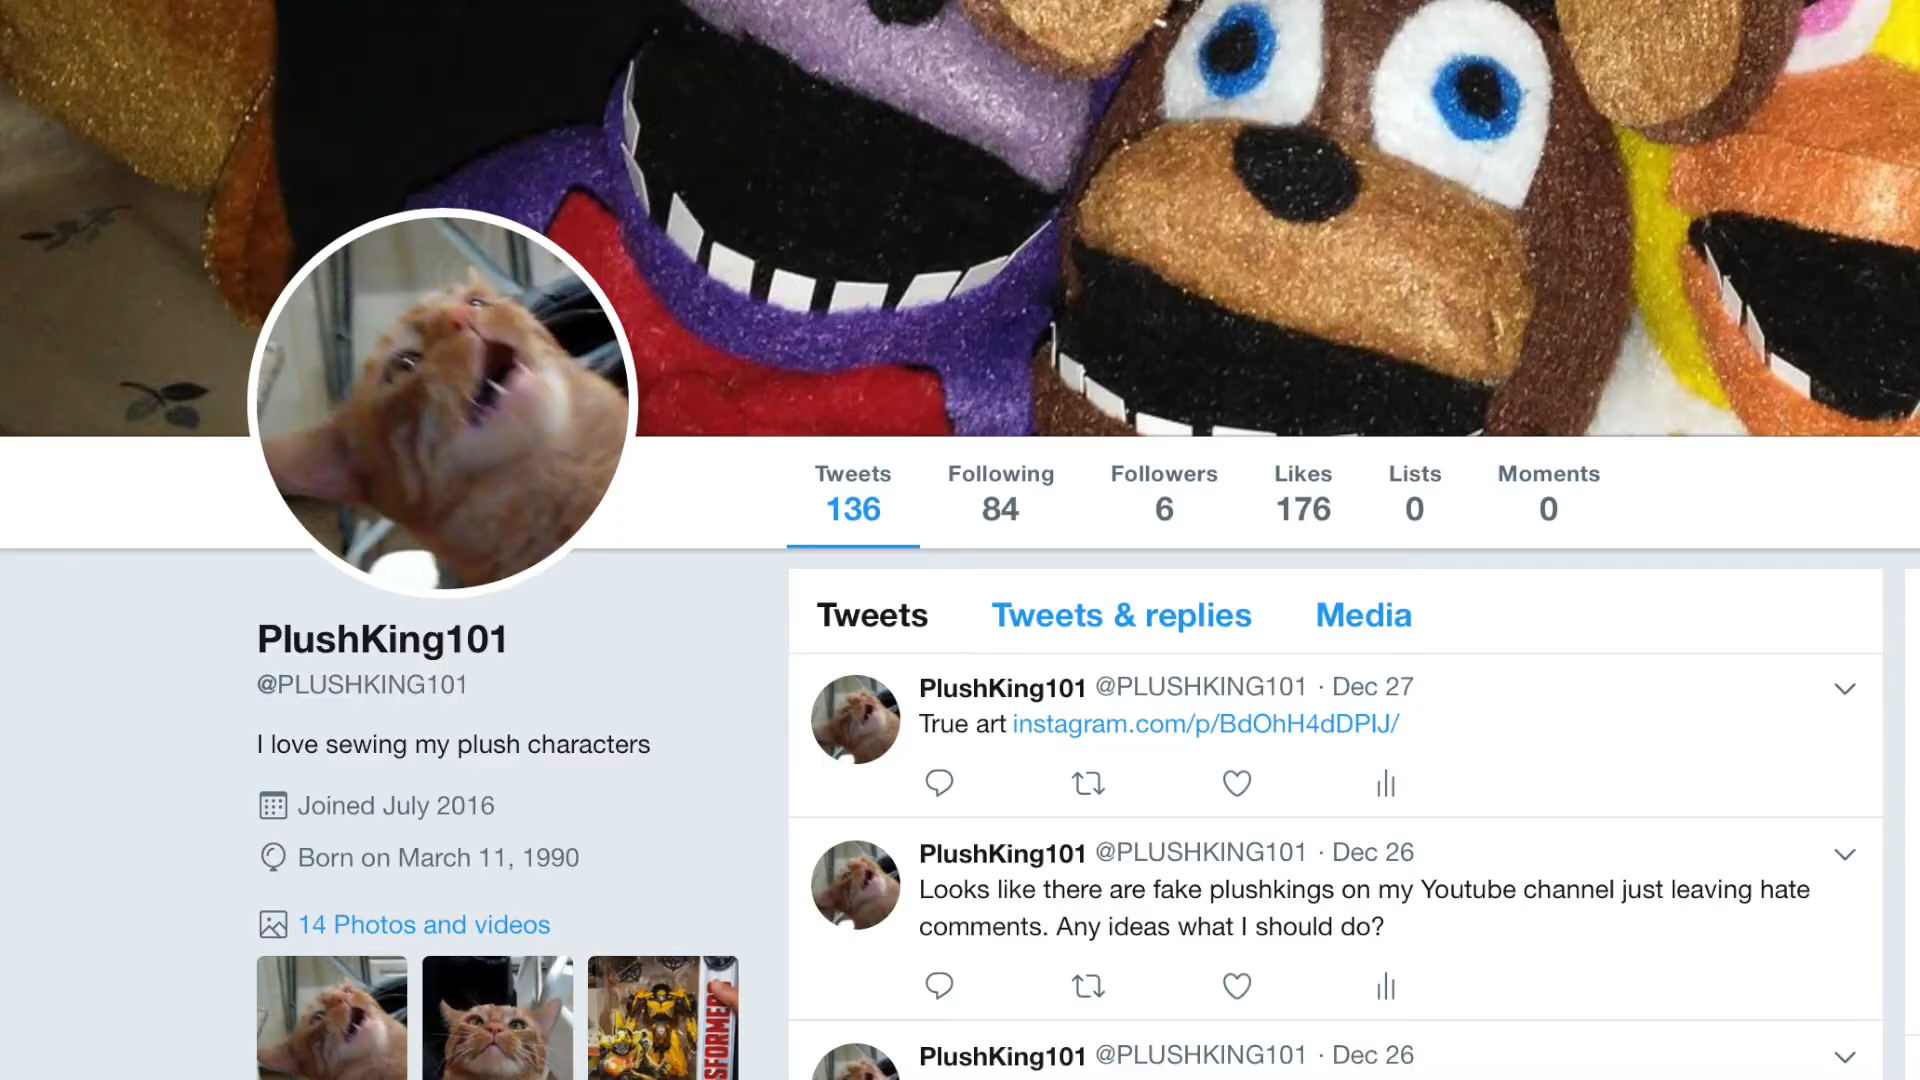 Tweets Following Followers Likes Lists Moments
136 84 6 176 0 0
PlushKing101
@PLUSHKING101
I love sewing my plush characters
Joined July 2016
Born on March 11, 1990
14 Photos and videos
SFORMERS
Tweets Tweets & replies Media
PlushKing101 @PLUSHKING101 · Dec 27
True art instagram.com/p/BdOhH4dDPIJ/
PlushKing101 @PLUSHKING101 · Dec 26
Looks like there are fake plushkings on my Youtube channel just leaving hate
comments. Any ideas what I should do?
PlushKing101 @PLUSHKING101 · Dec 26